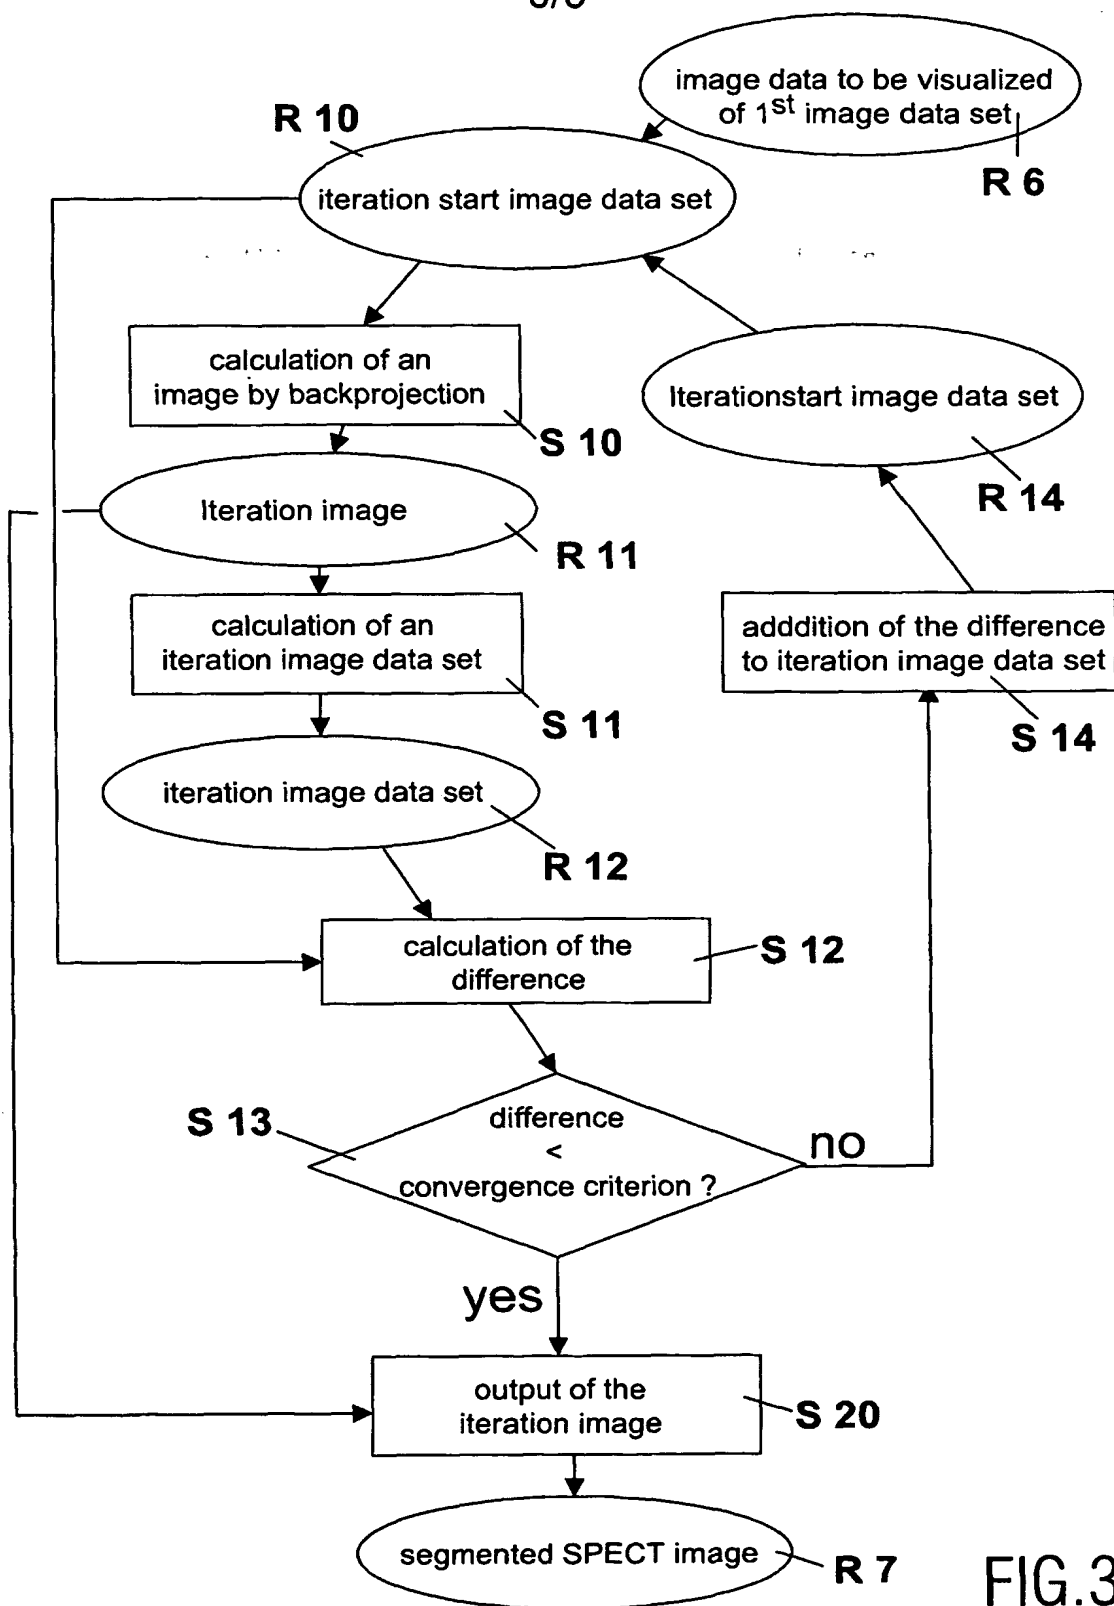 image data to be visualized
of 1st image data set
R 6
R 10
iteration start image data set
calculation of an
image by backprojection
S 10
Iterationstart image data set
R 14
Iteration image
R 11
calculation of an
iteration image data set
S 11
adddition of the difference
to iteration image data set
S 14
iteration image data set
R 12
calculation of the
difference
S 12
S 13
difference
<
convergence criterion ?
no
yes
output of the
iteration image
S 20
segmented SPECT image
R 7
FIG.3